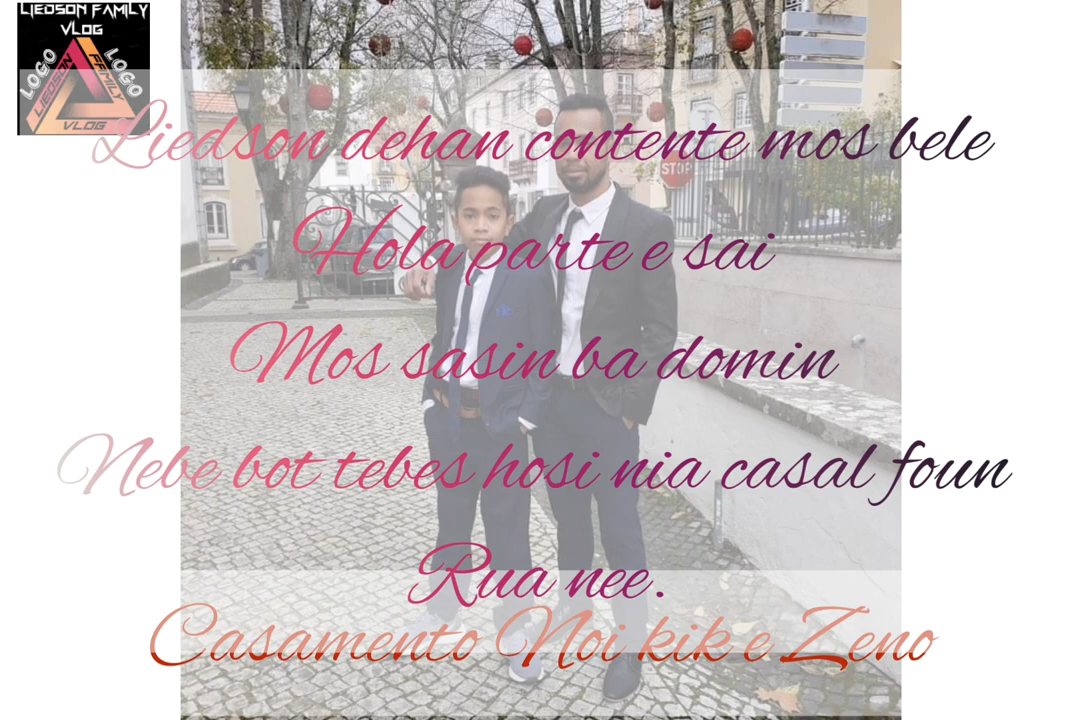 LIEDSON FAMILY
VLOG
LOGO
LOGO
LIEDSON
FAMILY
VLOG
Liedson dehan contente mos bele
STOP
Hola parte e sai
Mos sasin ba domin
Nebe bot tebes hosi nia casal foun
Rua nee.
Casamento Noi kik e Zeno